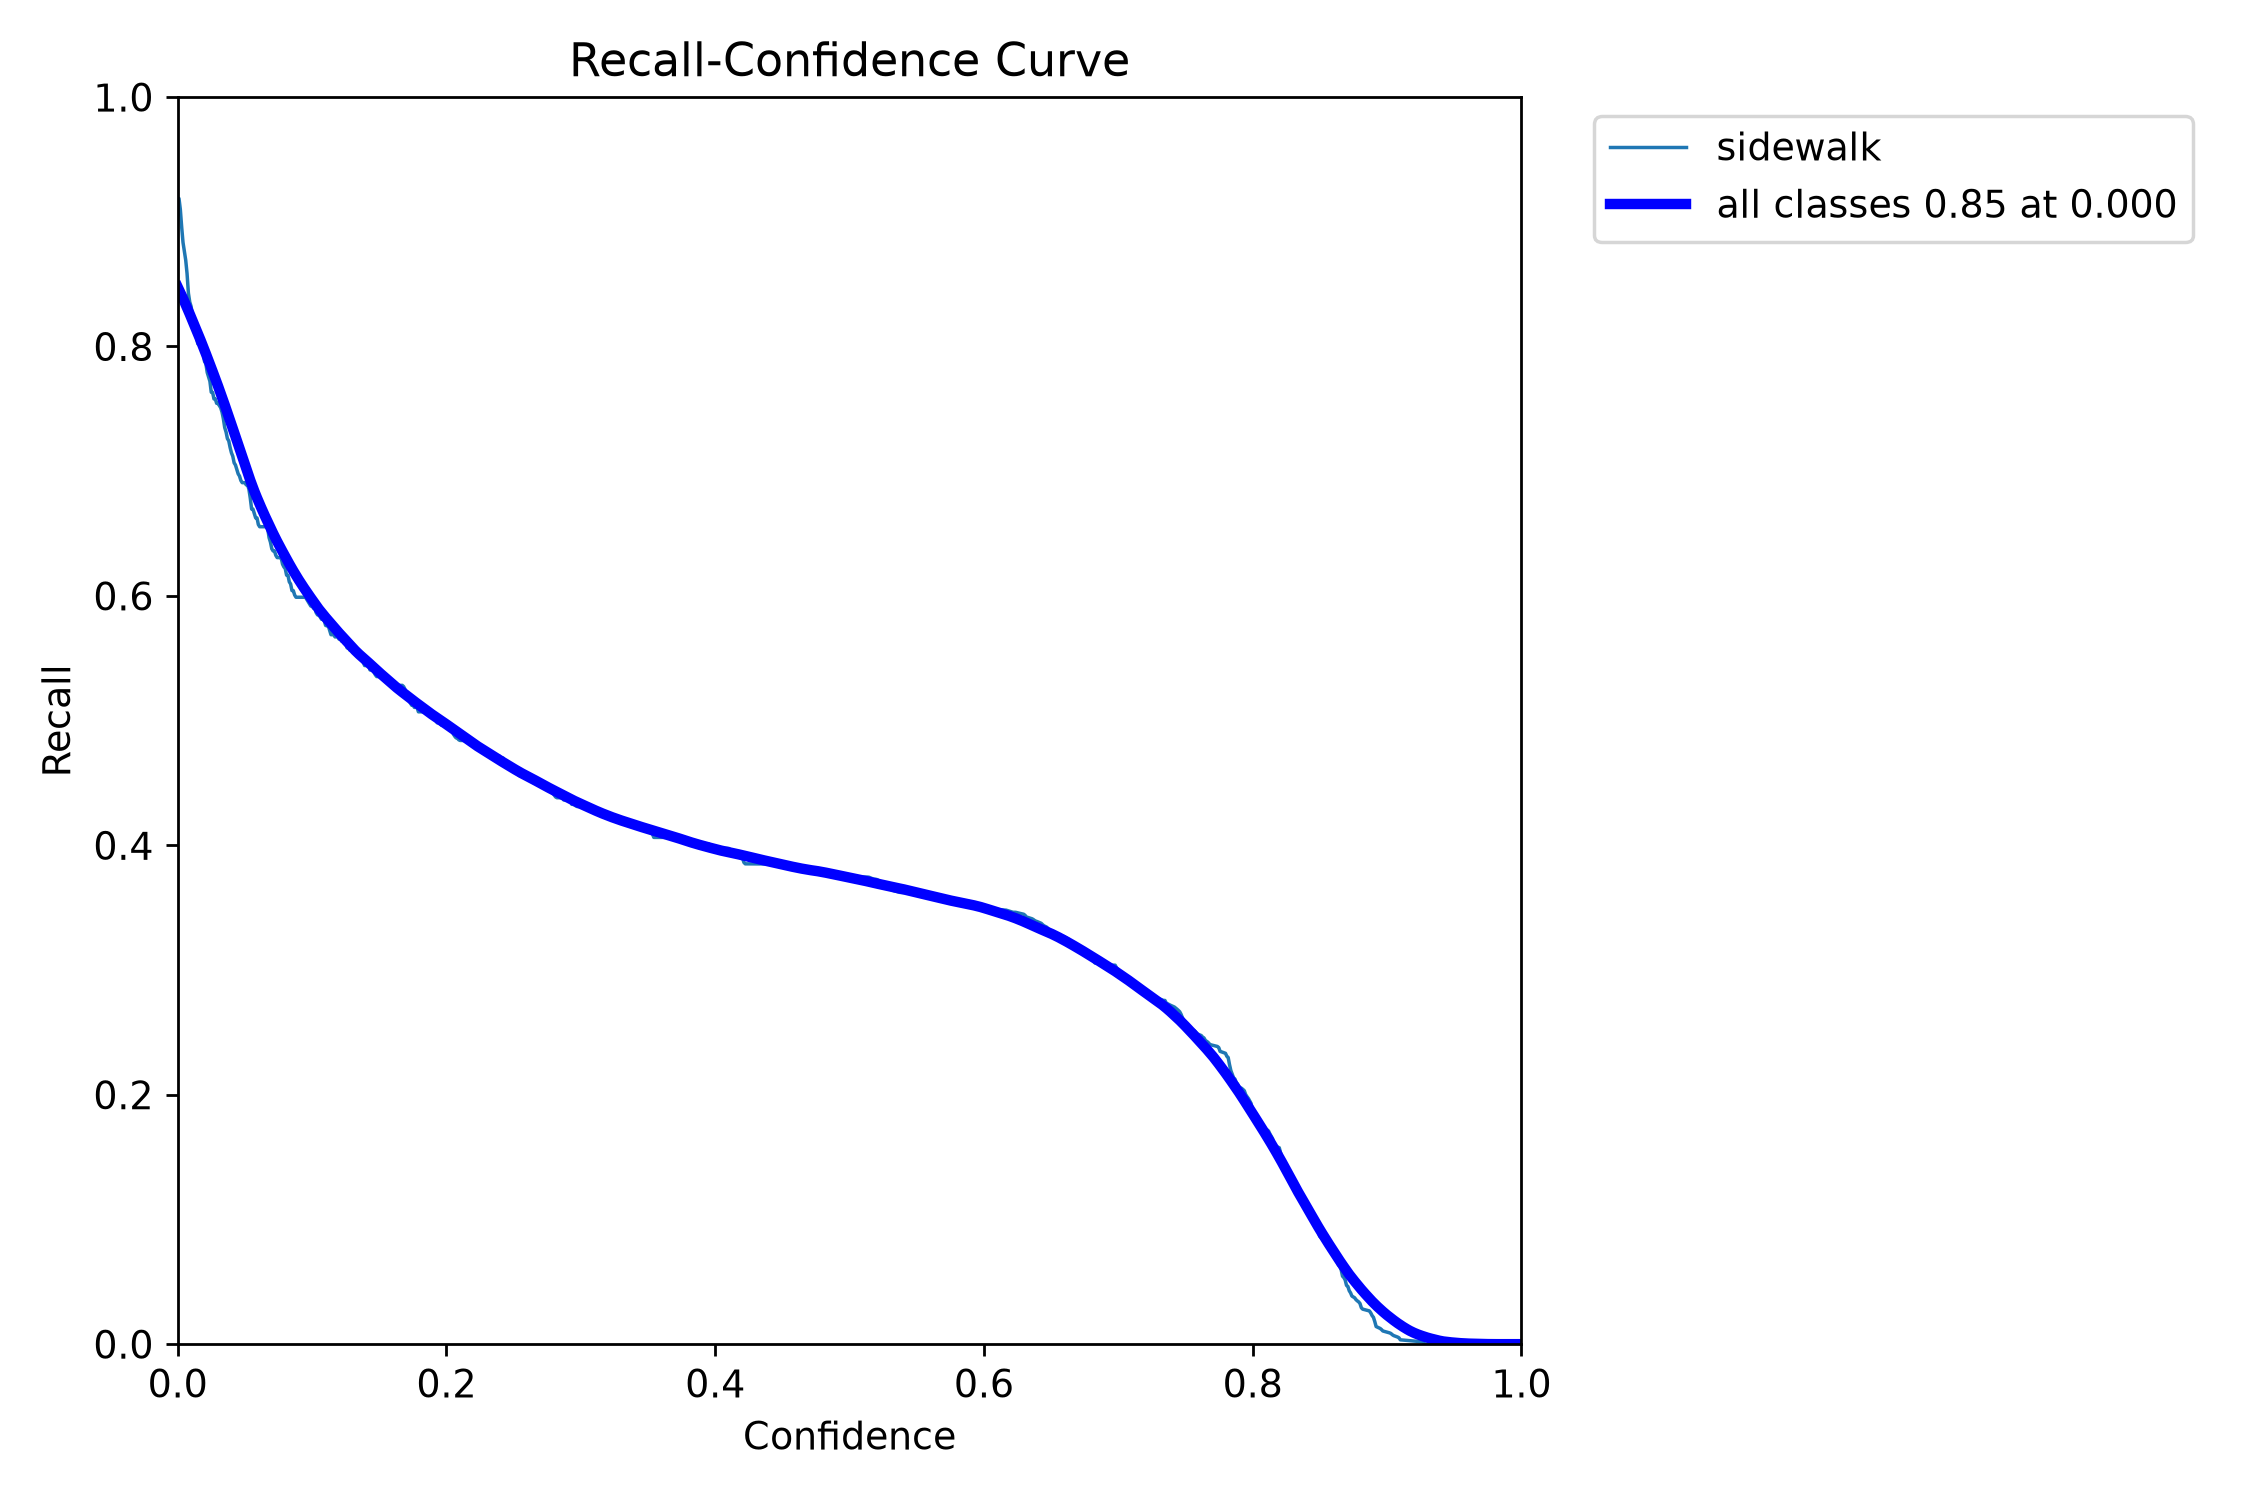 Recall-Confidence Curve
1.0
0.8
0.6
0.4
0.2
0.0
Recall
0.0 0.2 0.4 0.6 0.8 1.0
Confidence
sidewalk
all classes 0.85 at 0.000